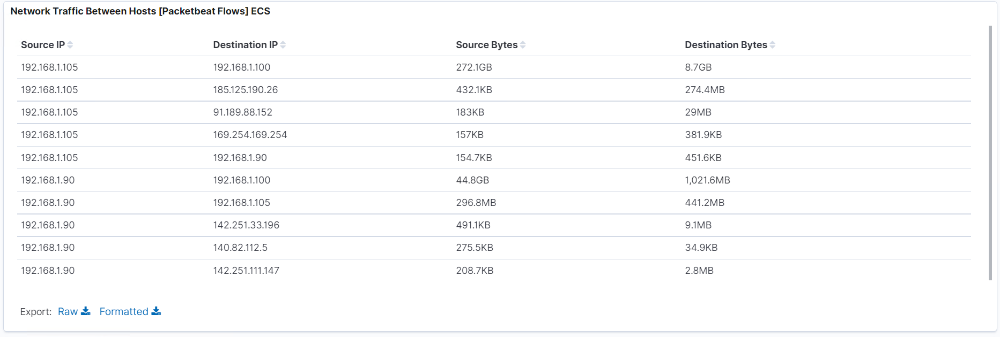 Network Traffic Between Hosts [Packetbeat Flows] ECS
Source IP Destination IP Source Bytes Destination Bytes
192.168.1.105 192.168.1.100 272.1GB 8.7GB
192.168.1.105 185.125.190.26 432.1KB 274.4MB
192.168.1.105 91.189.88.152 183KB 29MB
192.168.1.105 169.254.169.254 157KB 381.9KB
192.168.1.105 192.168.1.90 154.7KB 451.6KB
192.168.1.90 192.168.1.100 44.8GB 1,021.6MB
192.168.1.90 192.168.1.105 296.8MB 441.2MB
192.168.1.90 142.251.33.196 491.1KB 9.1MB
192.168.1.90 140.82.112.5 275.5KB 34.9KB
192.168.1.90 142.251.111.147 208.7KB 2.8MB
Export: Raw Formatted